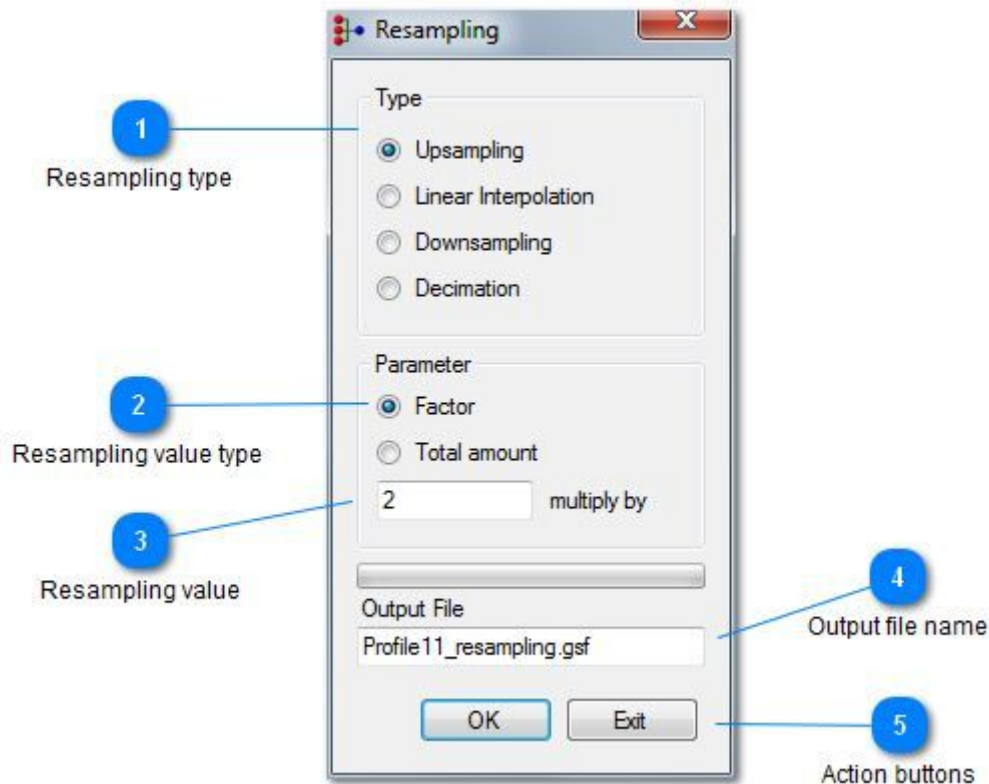 Resampling
Type
1
Resampling type
Upsampling
Linear Interpolation
Downsampling
Decimation
Parameter
2
Resampling value type
Factor
Total amount
2 multiply by
3
Resampling value
Output File
Profile11_resampling.gsf
4
Output file name
OK Exit
5
Action buttons